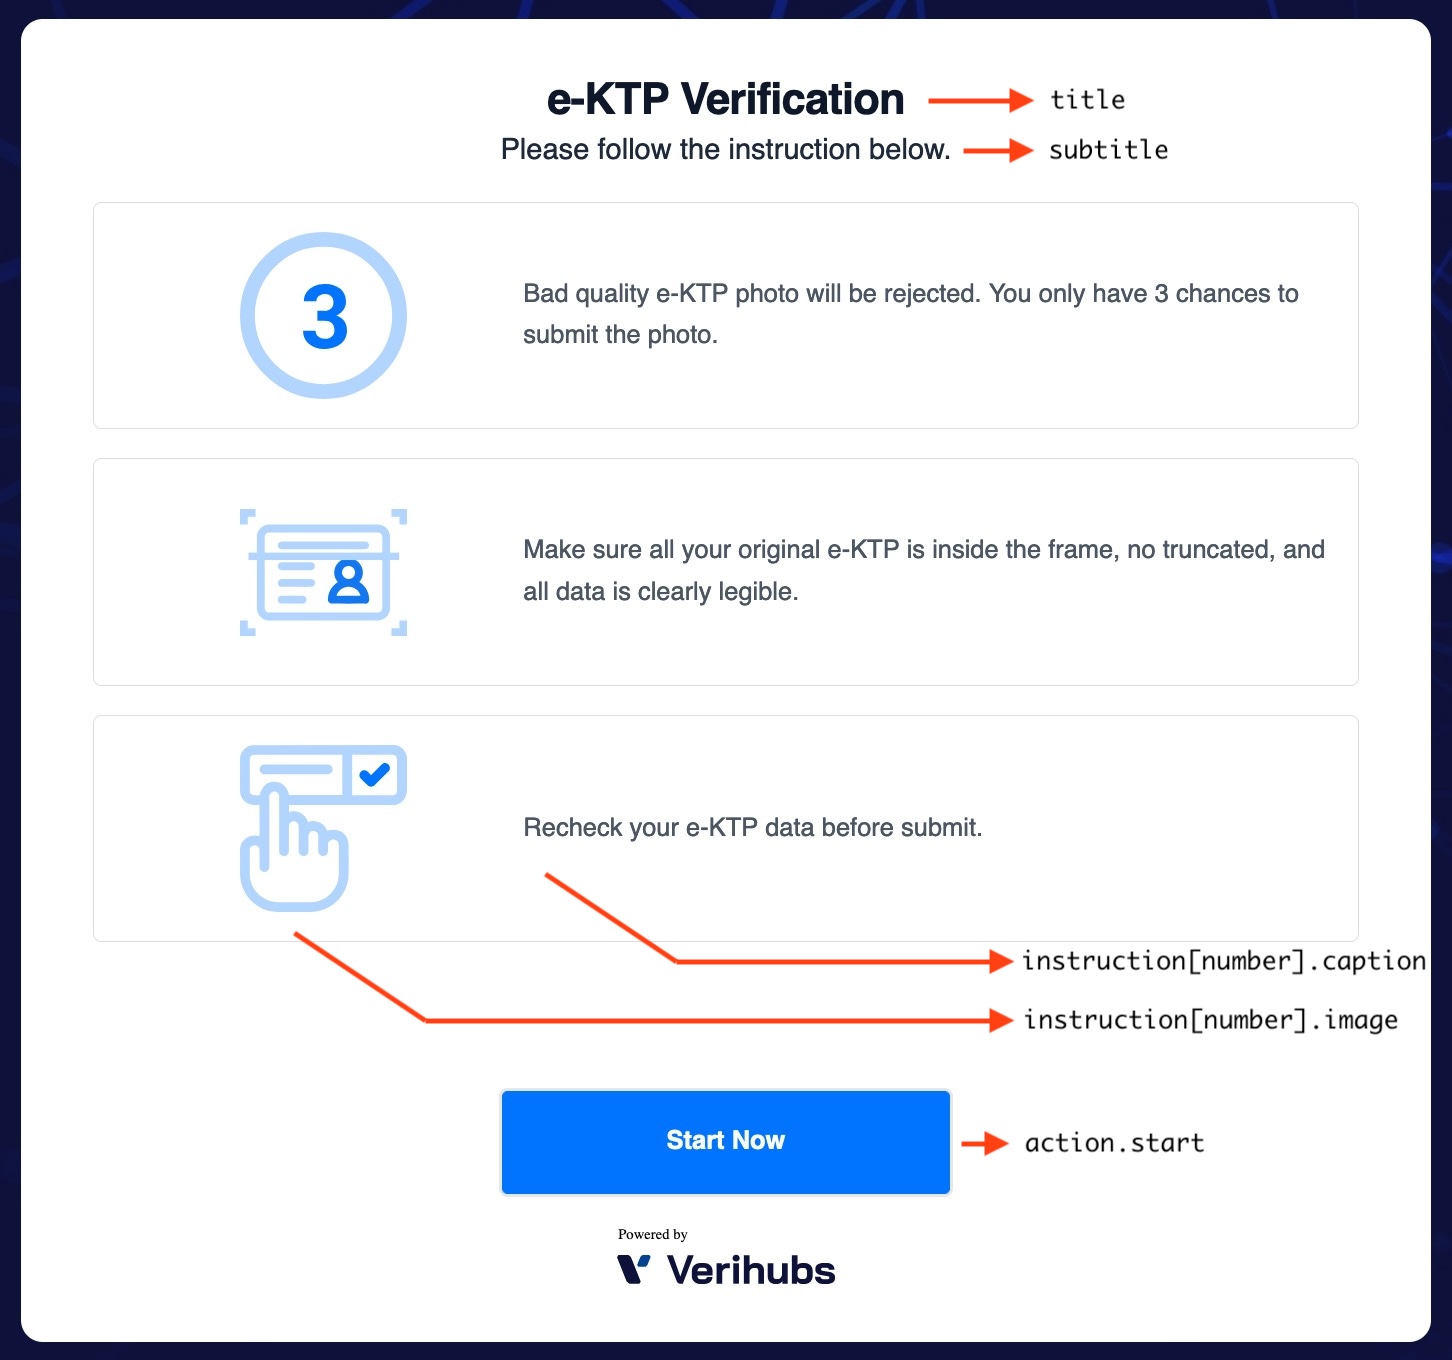 e-KTP Verification
title
Please follow the instruction below.
subtitle
3
Bad quality e-KTP photo will be rejected. You only have 3 chances to
submit the photo.
Make sure all your original e-KTP is inside the frame, no truncated, and
all data is clearly legible.
Recheck your e-KTP data before submit.
instruction[number].caption
instruction[number].image
Start Now
action.start
Powered by
Verihubs